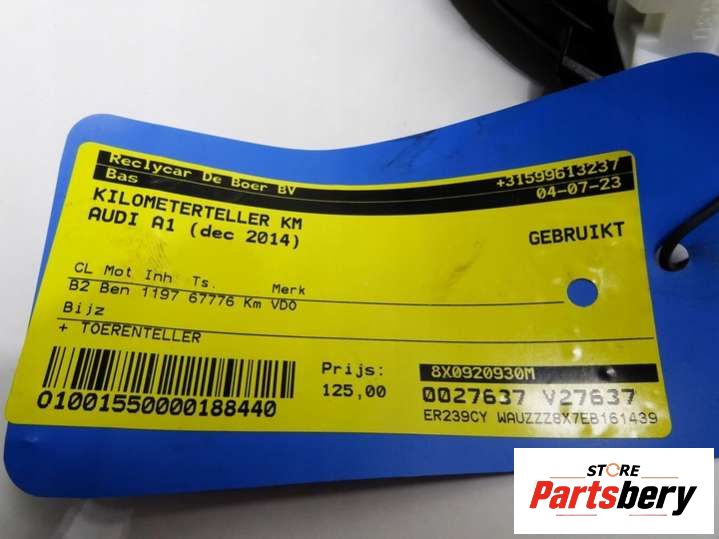 Reclycar De Boer BV +31599613237
Bas 04-07-23
KILOMETERTELLER KM
AUDI A1 (dec 2014)
GEBRUIKT
CL Mot Inh Ts. Merk
B2 Ben 1197 67776 Km VDO
Bijz
+ TOERENTELLER
Prijs:
125,00
8X0920930M
0027637 V27637
ER239CY WAUZZZ8X7EB161439
0100155000018844O
STORE
Partsbery